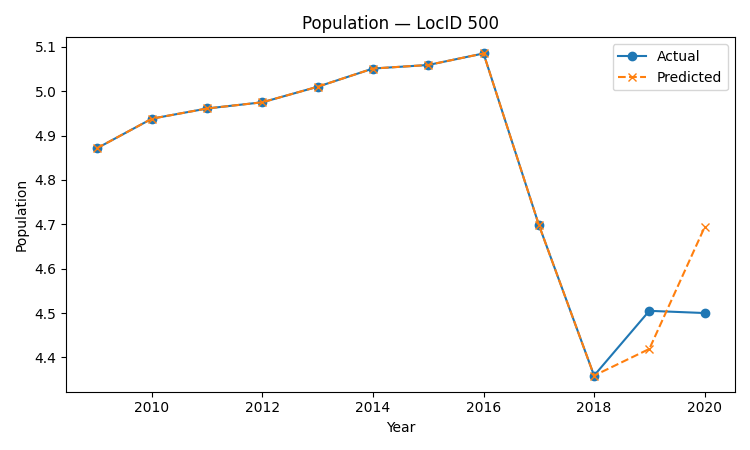 Population — LocID 500
Actual
Predicted
Population
5.1
5.0
4.9
4.8
4.7
4.6
4.5
4.4
2010 2012 2014 2016 2018 2020
Year